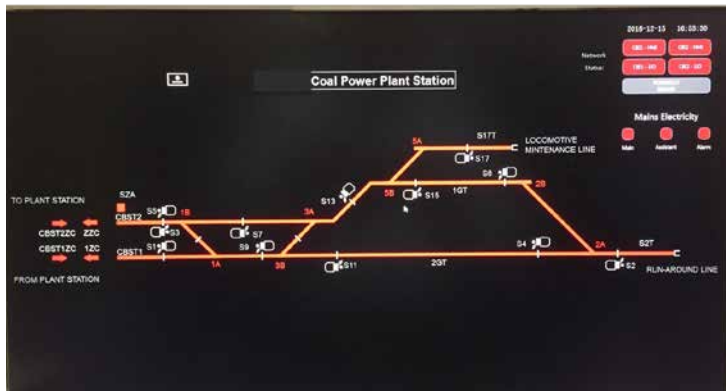 2016-12-15 16:53:30
Network
Status:
Coal Power Plant Station
Mains Electricity
Main Assistant Alarm
5A S17T
LOCOMOTIVE
MINTENANCE LINE
S17
S8
S13 5B S15 1GT 2B
TO PLANT STATION
SZA
S5 1B 3A
CBST2
CBST2ZC ZZC
S3 S7
CBST1ZC 1ZC
CBST1 S1 S9 S4 2A S2T
1A 3B S11 2GT S2
RUN-AROUND LINE
FROM PLANT STATION